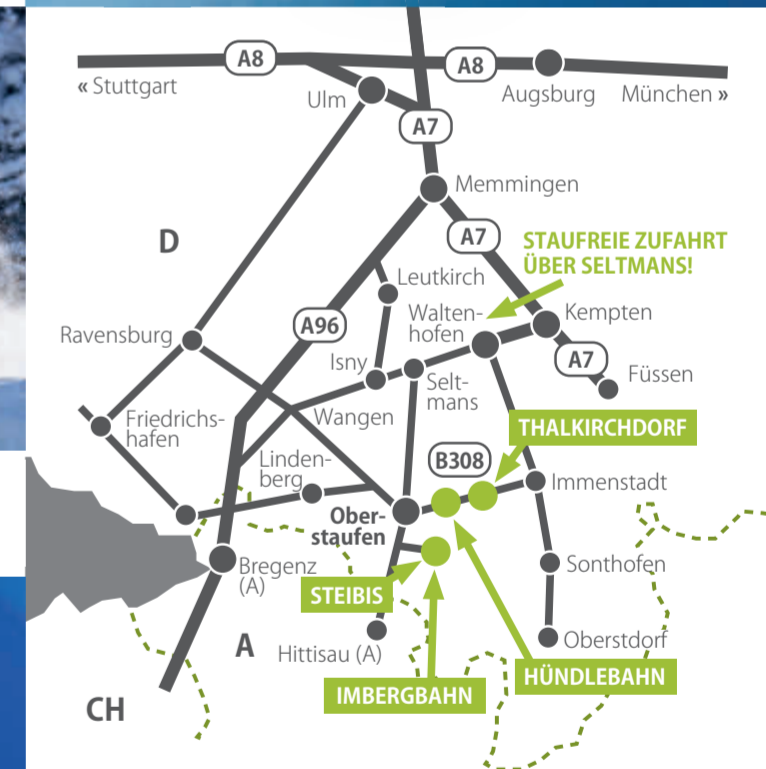 A8
A8
« Stuttgart
Ulm
Augsburg
München »
A7
Memmingen
D
A7
STAUFREIE ZUFAHRT
ÜBER SELTMANS!
Leutkirch
Walten-
hofen
Kempten
A96
Ravensburg
Isny
A7
Selt-
mans
Füssen
Friedrichs-
hafen
Wangen
THALKIRCHDORF
Linden-
berg
B308
Immenstadt
Ober-
staufen
Bregenz
(A)
Sonthofen
STEIBIS
A
Hittisau (A)
Oberstdorf
HÜNDLEBAHN
IMBERGBAHN
CH